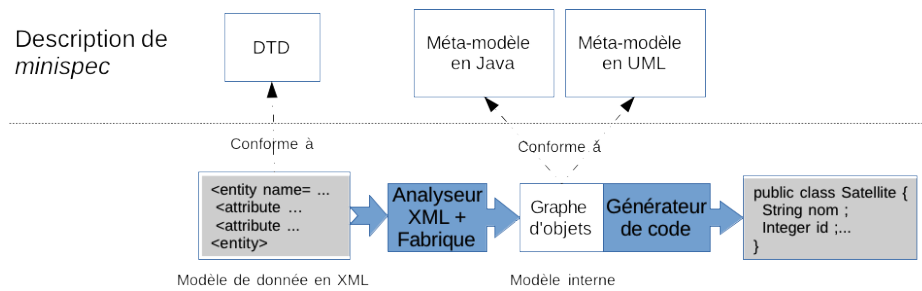 Description de
minispec
DTD
Méta-modèle
en Java
Méta-modèle
en UML
Conforme à
Conforme á
<entity name= ...
<attribute ...
<attribute ...
<entity>
Analyseur
XML +
Fabrique
Graphe
d'objets
Générateur
de code
public class Satellite {
String nom ;
Integer id ;...
}
Modèle de donnée en XML
Modèle interne